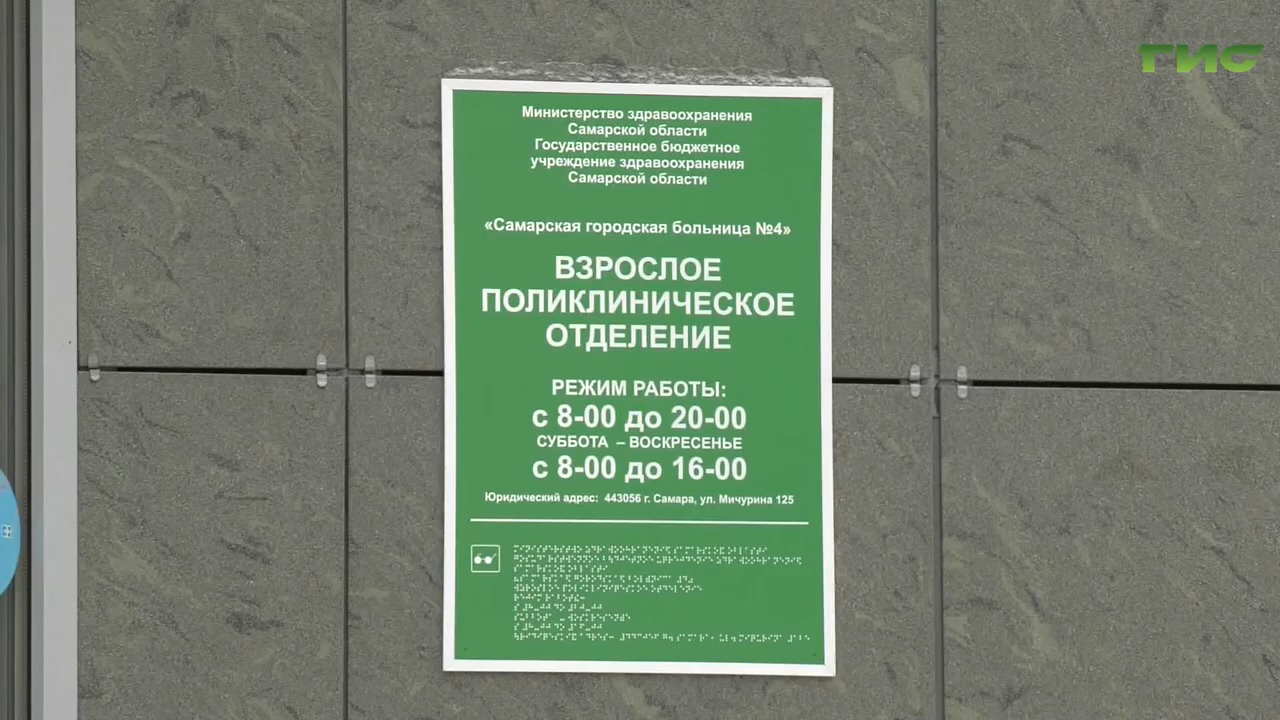 ГИС
Министерство здравоохранения
Самарской области
Государственное бюджетное
учреждение здравоохранения
Самарской области
«Самарская городская больница №4»
ВЗРОСЛОЕ
ПОЛИКЛИНИЧЕСКОЕ
ОТДЕЛЕНИЕ
РЕЖИМ РАБОТЫ:
с 8-00 до 20-00
СУББОТА – ВОСКРЕСЕНЬЕ
с 8-00 до 16-00
Юридический адрес: 443056 г. Самара, ул. Мичурина 125